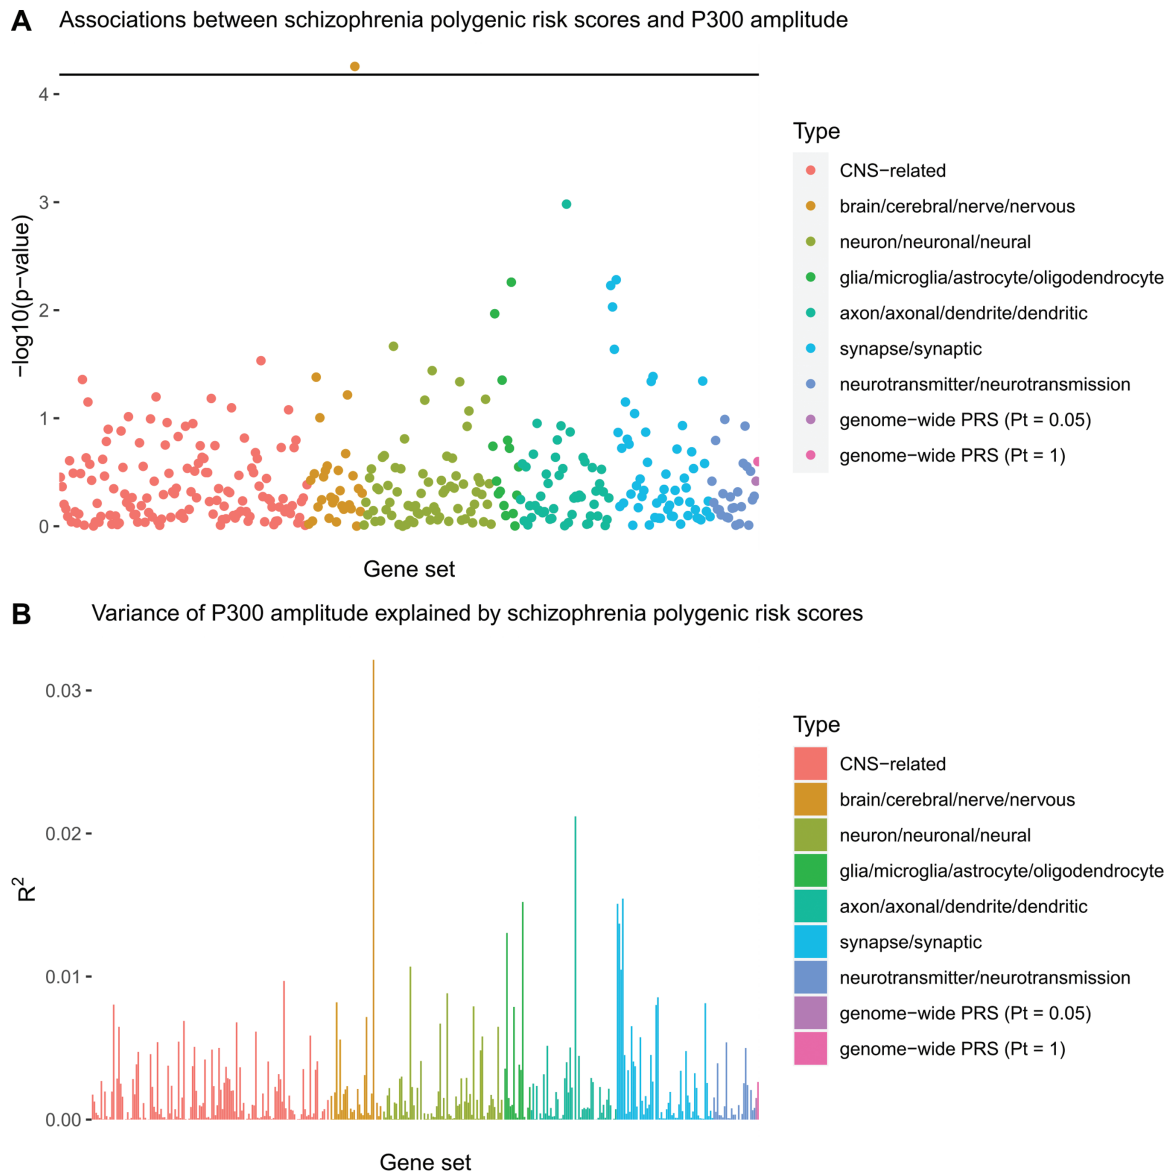 A Associations between schizophrenia polygenic risk scores and P300 amplitude
4
3
2
1
0
−log10(p−value)
Gene set
Type
CNS−related
brain/cerebral/nerve/nervous
neuron/neuronal/neural
glia/microglia/astrocyte/oligodendrocyte
axon/axonal/dendrite/dendritic
synapse/synaptic
neurotransmitter/neurotransmission
genome−wide PRS (Pt = 0.05)
genome−wide PRS (Pt = 1)
B Variance of P300 amplitude explained by schizophrenia polygenic risk scores
0.03
0.02
0.01
0.00
R²
Gene set
Type
CNS−related
brain/cerebral/nerve/nervous
neuron/neuronal/neural
glia/microglia/astrocyte/oligodendrocyte
axon/axonal/dendrite/dendritic
synapse/synaptic
neurotransmitter/neurotransmission
genome−wide PRS (Pt = 0.05)
genome−wide PRS (Pt = 1)